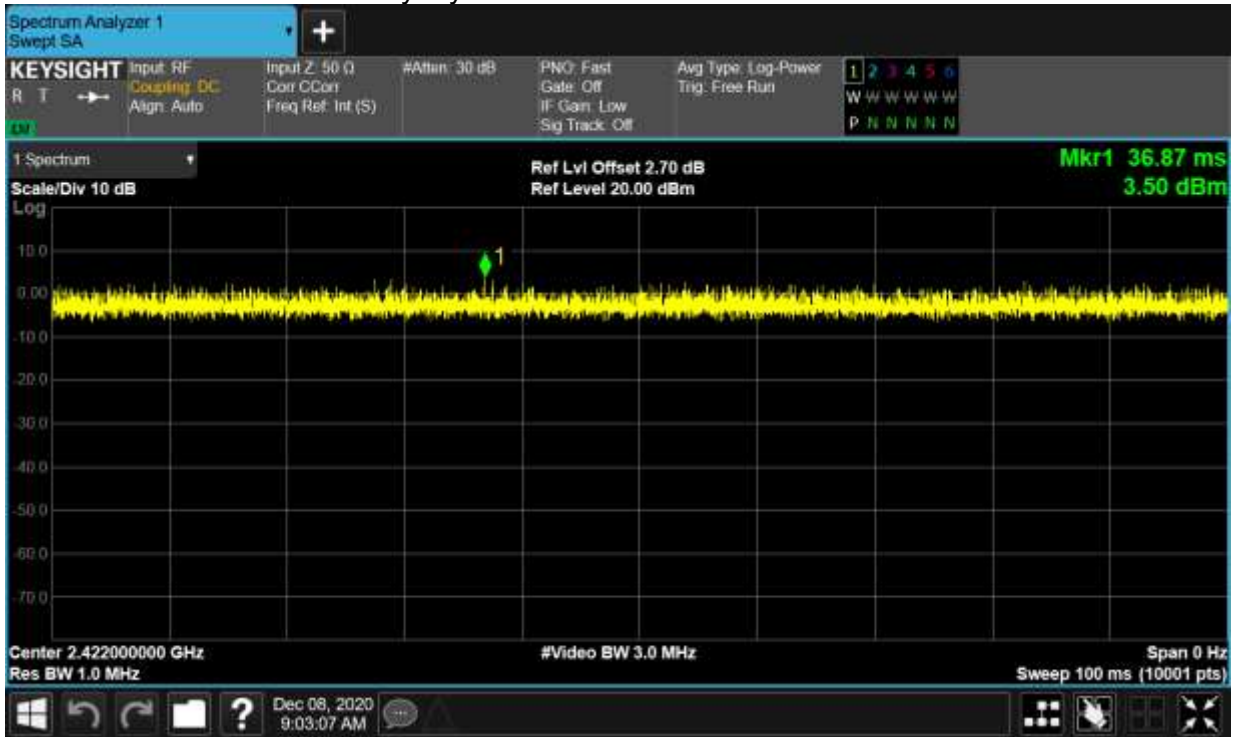 Spectrum Analyzer 1
Swept SA
+
KEYSIGHT Input: RF Input Z: 50 Ω #Atten: 30 dB PNO: Fast Avg Type: Log-Power 1 2 3 4 5 6
R T Coupling: DC Corr CCorr Gate: Off Trig: Free Run W W W W W W
Align: Auto Freq Ref: Int (S) IF Gain: Low
Sig Track: Off P N N N N N
1 Spectrum Ref Lvl Offset 2.70 dB Mkr1 36.87 ms
Scale/Div 10 dB Ref Level 20.00 dBm 3.50 dBm
Log
10.0
1
0.00
-10.0
-20.0
-30.0
-40.0
-50.0
-60.0
-70.0
Center 2.422000000 GHz #Video BW 3.0 MHz Span 0 Hz
Res BW 1.0 MHz Sweep 100 ms (10001 pts)
? Dec 08, 2020
9:03:07 AM